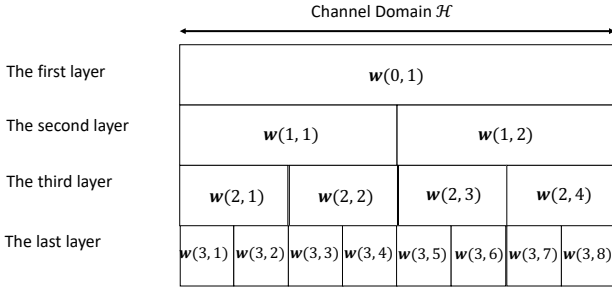 Channel Domain ℋ
The first layer w(0, 1)
The second layer w(1, 1) w(1, 2)
The third layer w(2, 1) w(2, 2) w(2, 3) w(2, 4)
The last layer w(3, 1) w(3, 2) w(3, 3) w(3, 4) w(3, 5) w(3, 6) w(3, 7) w(3, 8)